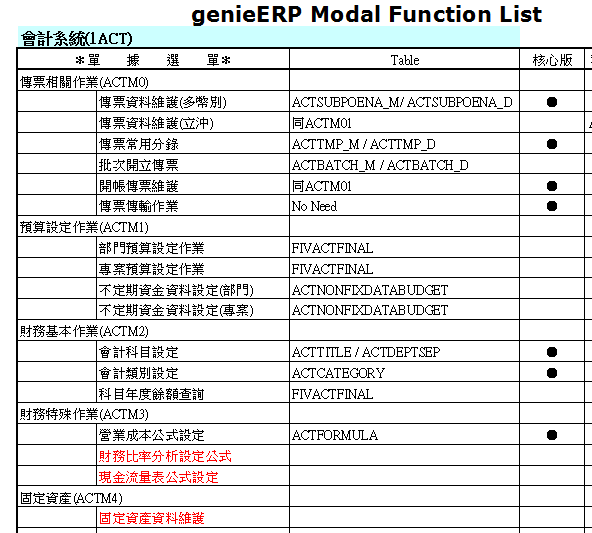 genieERP Modal Function List
會計系統(1ACT)
＊單 據 選 單＊ Table 核心版
傳票相關作業(ACTM0)
傳票資料維護(多幣別) ACTSUBPOENA_M/ ACTSUBPOENA_D ●
傳票資料維護(立沖) 同ACTM01
傳票常用分錄 ACTTMP_M / ACTTMP_D ●
批次開立傳票 ACTBATCH_M / ACTBATCH_D
開帳傳票維護 同ACTM01 ●
傳票傳輸作業 No Need ●
預算設定作業(ACTM1)
部門預算設定作業 FIVACTFINAL
專案預算設定作業 FIVACTFINAL
不定期資金資料設定(部門) ACTNONFIXDATABUDGET
不定期資金資料設定(專案) ACTNONFIXDATABUDGET
財務基本作業(ACTM2)
會計科目設定 ACTTITLE / ACTDEPTSEP ●
會計類別設定 ACTCATEGORY ●
科目年度餘額查詢 FIVACTFINAL
財務特殊作業(ACTM3)
營業成本公式設定 ACTFORMULA ●
財務比率分析設定公式
現金流量表公式設定
固定資產(ACTM4)
固定資產資料維護